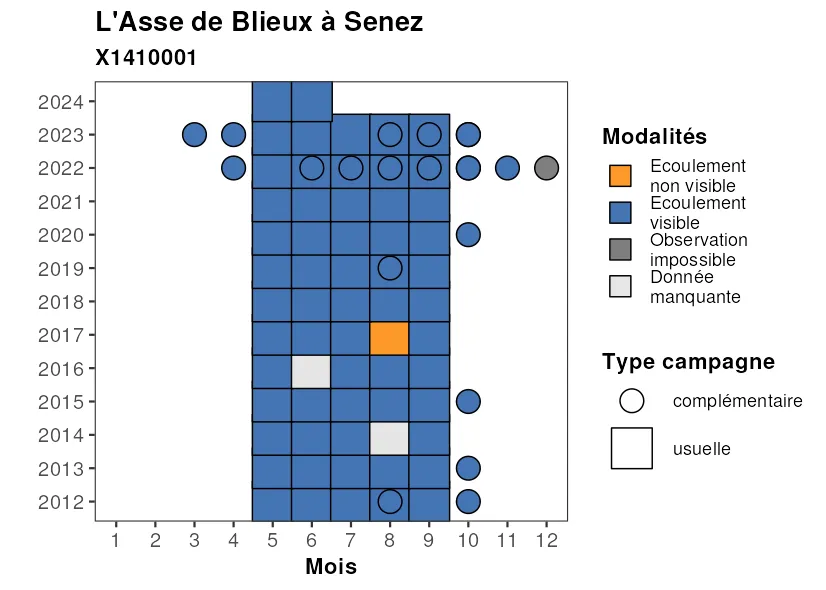 L'Asse de Blieux à Senez
X1410001
2024
2023
2022
2021
2020
2019
2018
2017
2016
2015
2014
2013
2012
1 2 3 4 5 6 7 8 9 10 11 12
Mois
Modalités
Ecoulement
non visible
Ecoulement
visible
Observation
impossible
Donnée
manquante
Type campagne
complémentaire
usuelle